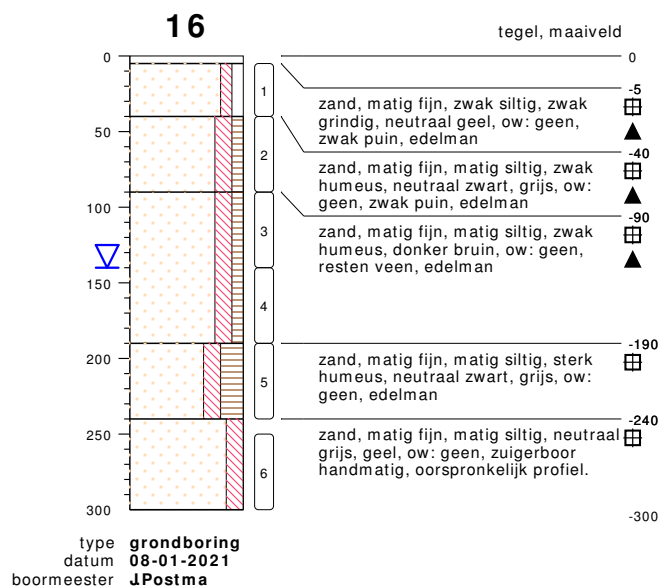 16
tegel, maaiveld
0
0
-5
zand, matig fijn, zwak siltig, zwak
grindig, neutraal geel, ow: geen,
zwak puin, edelman
1
-40
50
zand, matig fijn, matig siltig, zwak
humeus, neutraal zwart, grijs, ow:
geen, zwak puin, edelman
2
-90
100
zand, matig fijn, matig siltig, zwak
humeus, donker bruin, ow: geen,
resten veen, edelman
3
150
4
-190
200
zand, matig fijn, matig siltig, sterk
humeus, neutraal zwart, grijs, ow:
geen, edelman
5
-240
250
zand, matig fijn, matig siltig, neutraal
grijs, geel, ow: geen, zuigerboor
handmatig, oorspronkelijk profiel.
6
300
-300
type grondboring
datum 08-01-2021
boormeester J.Postma